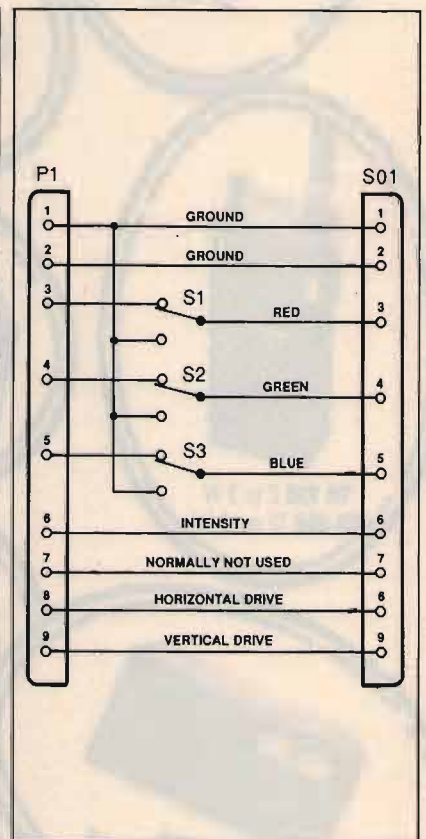 P1 S01
1 GROUND 1
2 GROUND 2
3 S1 RED 3
4 S2 GREEN 4
5 S3 BLUE 5
6 INTENSITY 6
7 NORMALLY NOT USED 7
8 HORIZONTAL DRIVE 6
9 VERTICAL DRIVE 9